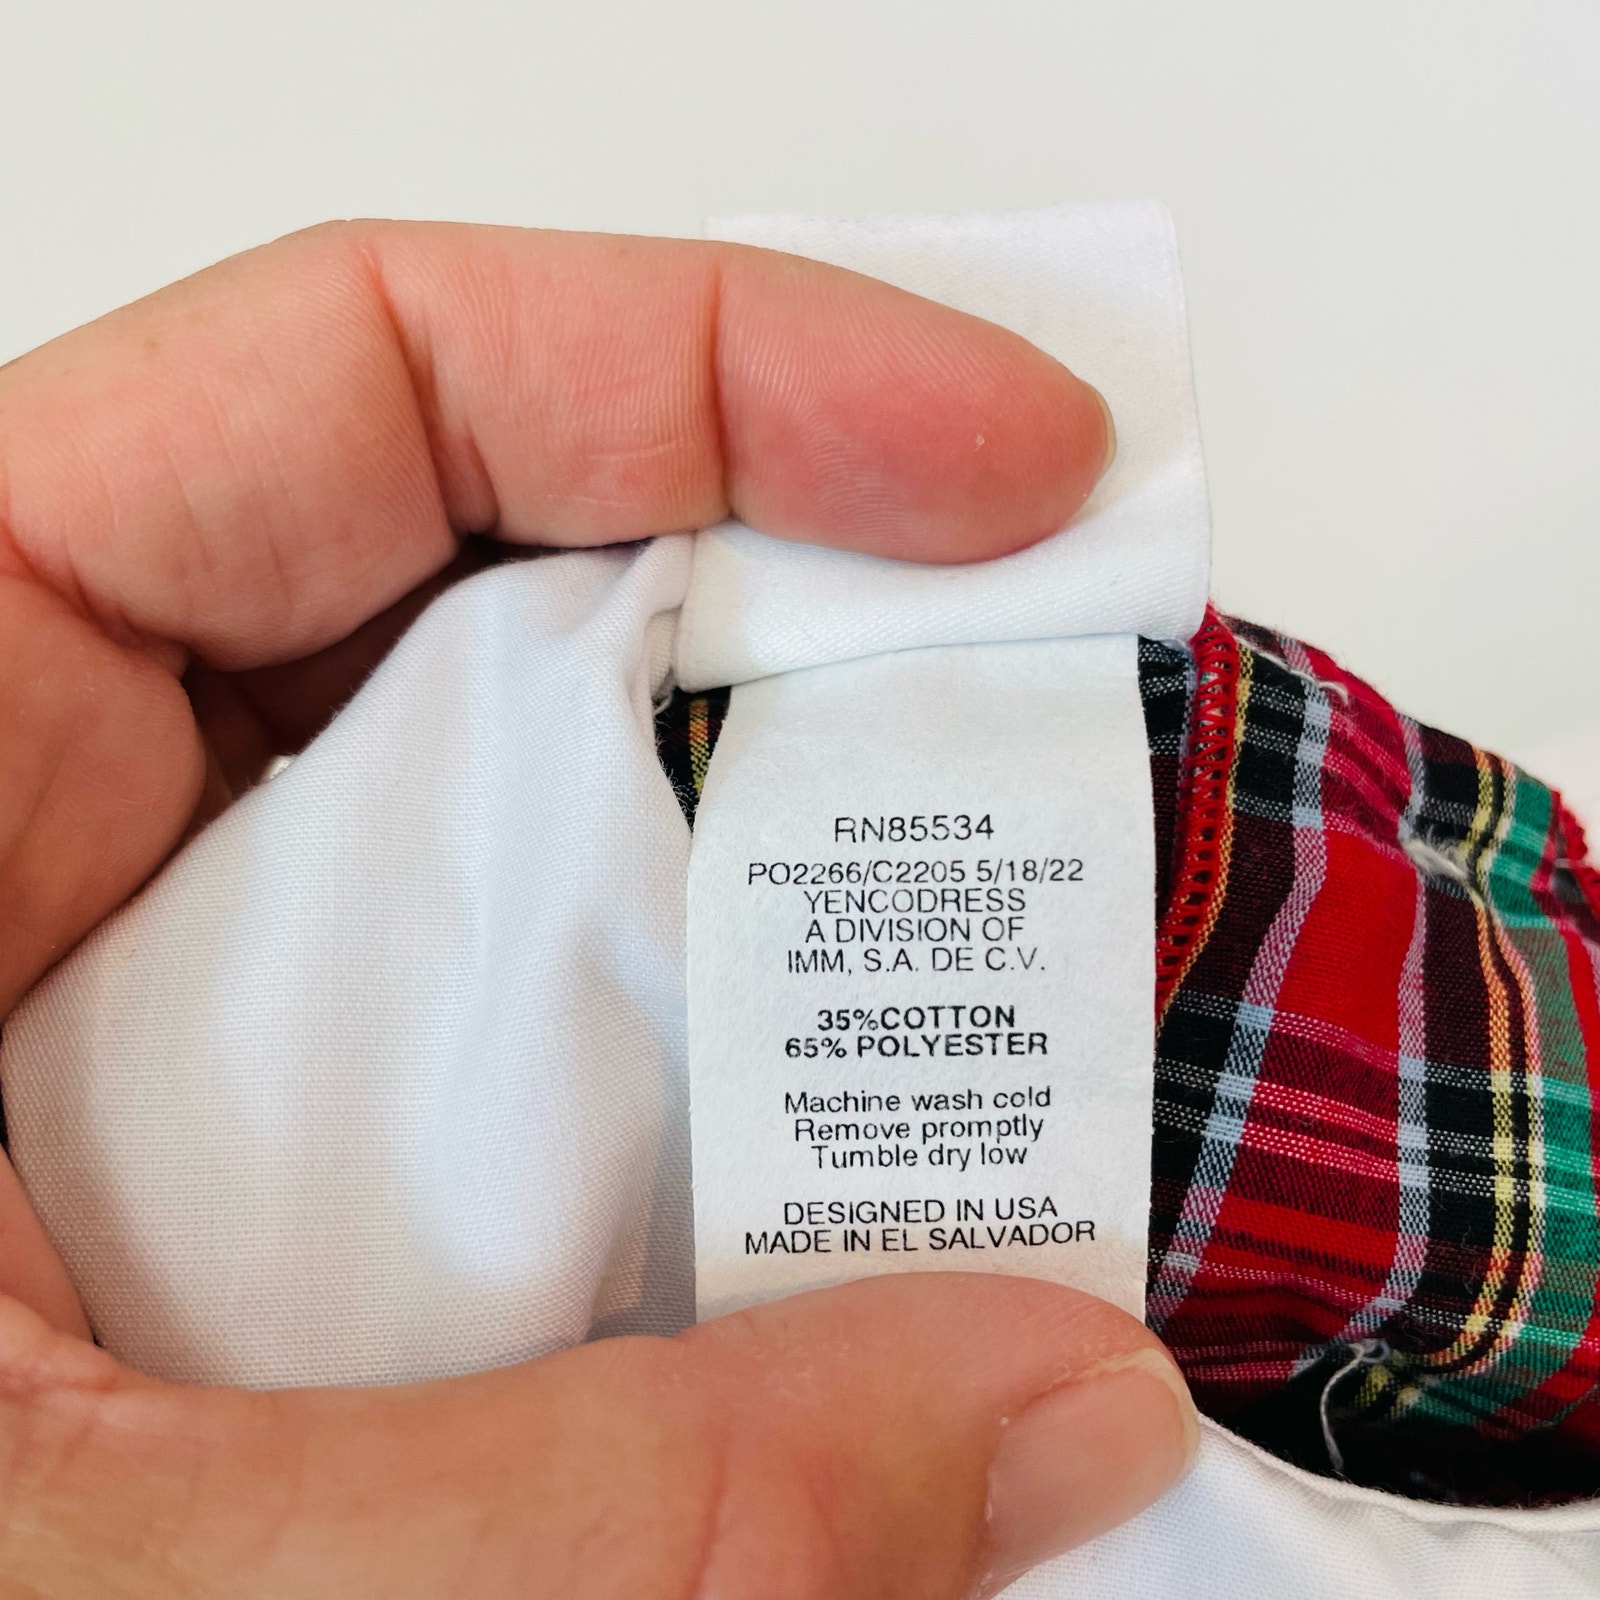 RN85534
PO2266/C2205 5/18/22
YENCODRESS
A DIVISION OF
IMM, S.A. DE C.V.
35%COTTON
65% POLYESTER
Machine wash cold
Remove promptly
Tumble dry low
DESIGNED IN USA
MADE IN EL SALVADOR